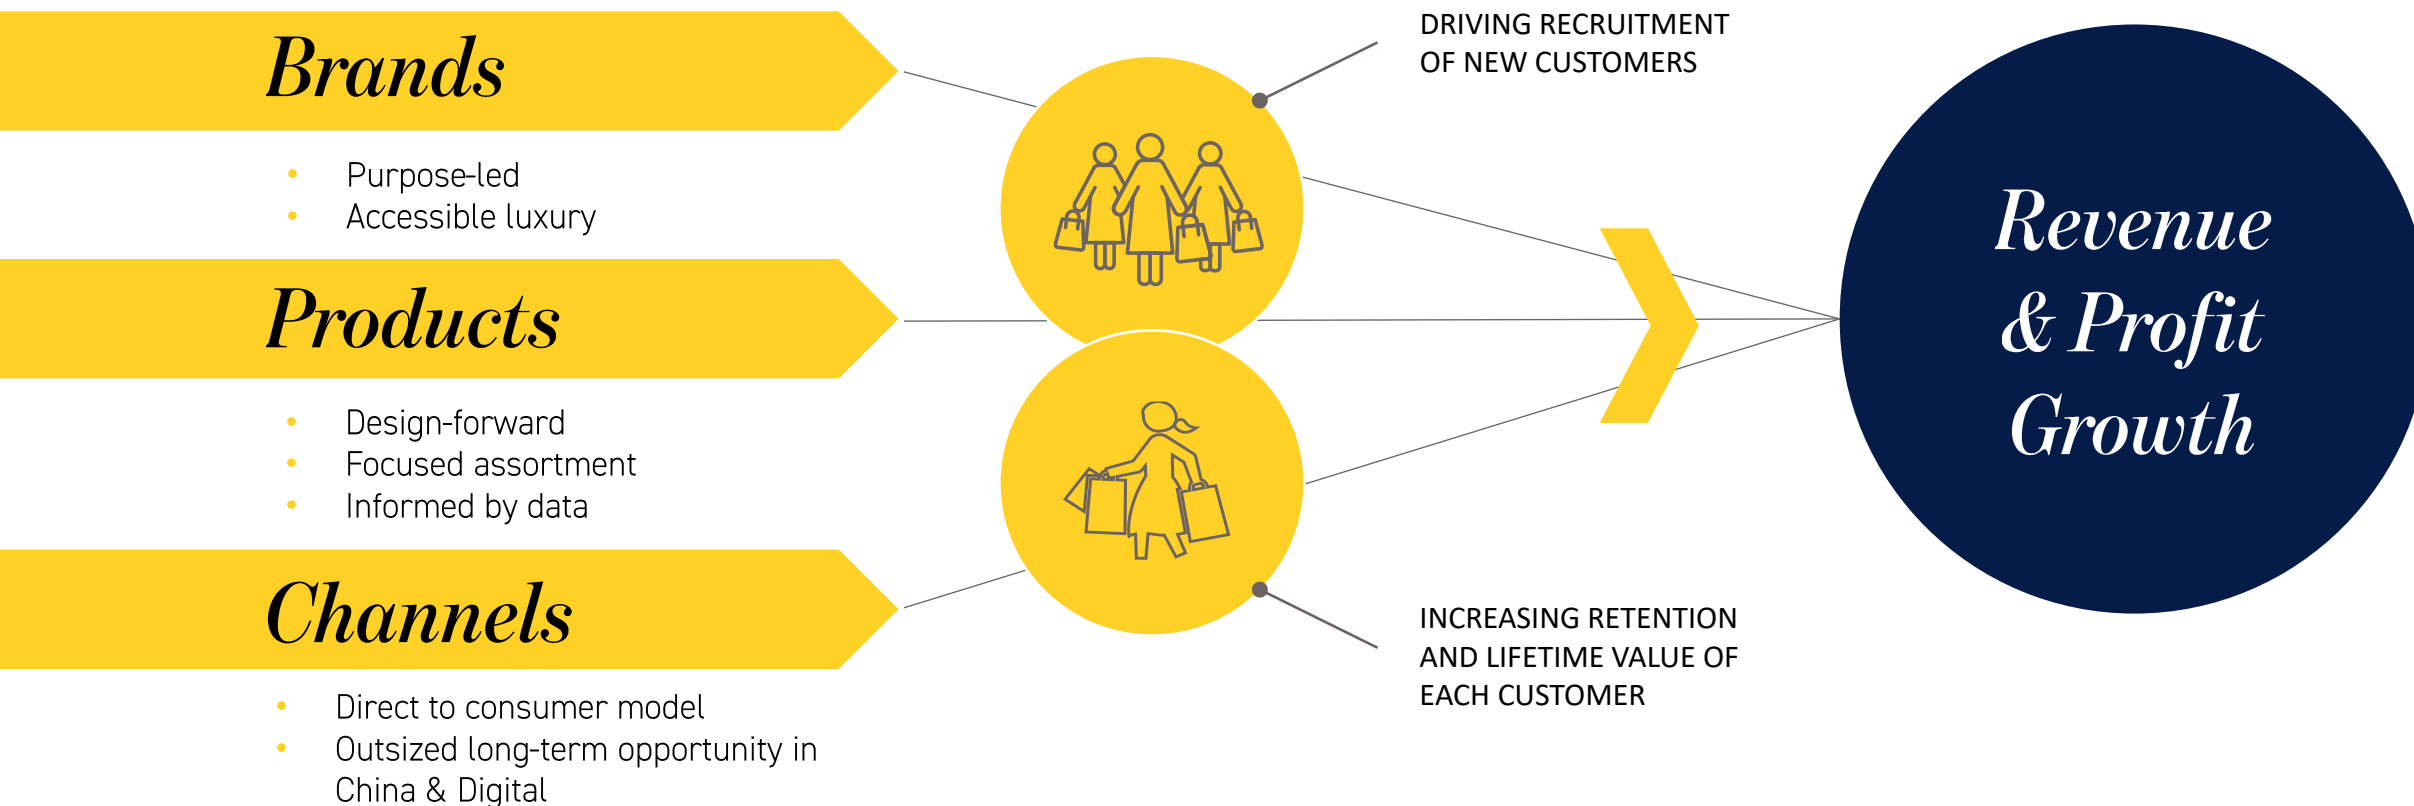 Brands
Purpose-led
Accessible luxury
Products
Design-forward
Focused assortment
Informed by data
Channels
Direct to consumer model
Outsized long-term opportunity in
China & Digital
DRIVING RECRUITMENT
OF NEW CUSTOMERS
INCREASING RETENTION
AND LIFETIME VALUE OF
EACH CUSTOMER
Revenue
& Profit
Growth